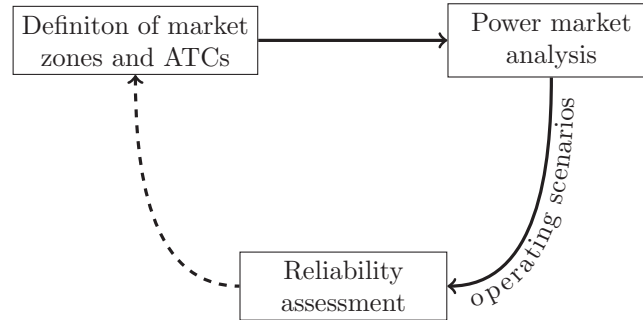 Definiton of market
zones and ATCs
Power market
analysis
operating scenarios
Reliability
assessment